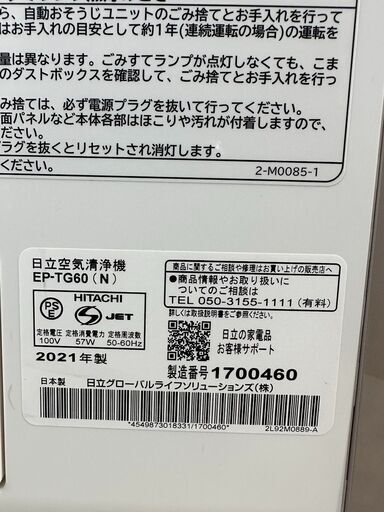 ら、自動おそうじユニットのごみ捨てとお手入れを行って
はお手入れの目安として約1年(連続運転の場合)の運転を
量は異なります。ごみすてランプが点灯しなくても、こま
のダストボックスを確認して、ごみ捨てとお手入れを行って
み捨ては、必ず電源プラグを抜いて行ってください。
面パネルなど本体各部はほこりや汚れが付着しますので、
い。
プラグを抜くとリセットされ消灯します。
2-M0085-1
日立空気清浄機
EP-TG60(N)
PSE
HITACHI
S JET
定格電圧 定格消費電力 定格周波数
100V 57W 50-60Hz
2021年製
商品に関するご相談や修理はお買い上げの販売店へ
●商品情報やお取り扱いに
ついてのご相談は
TEL 050-3155-1111(有料)
詳しくは取扱説明書をご参照ください
日立の家電品
お客様サポート
製造番号1700460
日本製 日立グローバルライフソリューションズ(株)
*4549873018331/1700460*
2L92M0889-A